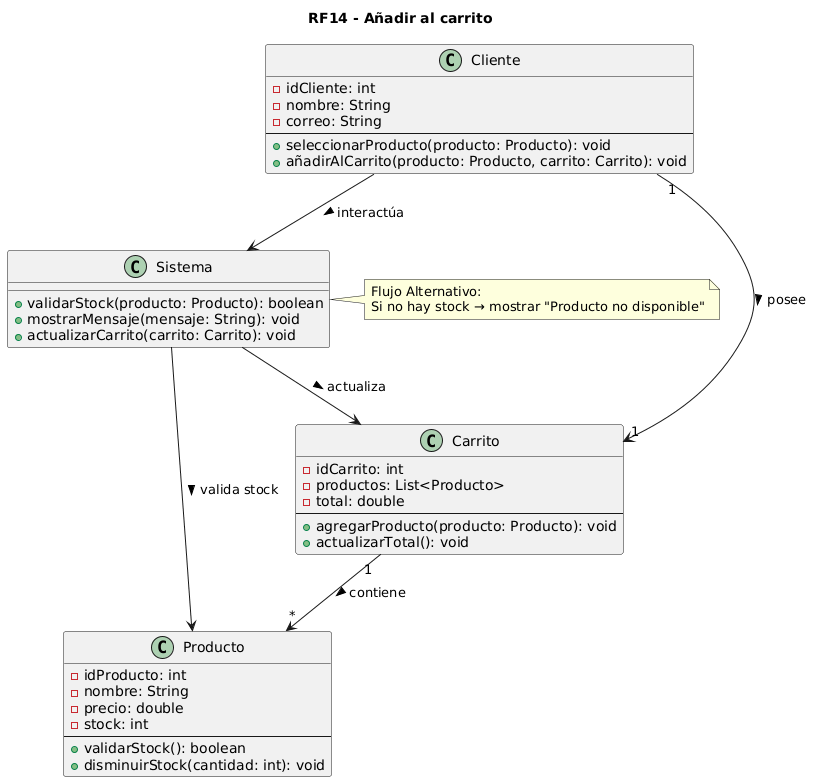 RF14 - Añadir al carrito
C Cliente
idCliente: int
nombre: String
correo: String
seleccionarProducto(producto: Producto): void
añadirAlCarrito(producto: Producto, carrito: Carrito): void
1
interactúa
C Sistema
validarStock(producto: Producto): boolean
mostrarMensaje(mensaje: String): void
actualizarCarrito(carrito: Carrito): void
Flujo Alternativo:
Si no hay stock → mostrar "Producto no disponible"
posee
actualiza
1
C Carrito
idCarrito: int
productos: List<Producto>
total: double
agregarProducto(producto: Producto): void
actualizarTotal(): void
valida stock
1
contiene
*
C Producto
idProducto: int
nombre: String
precio: double
stock: int
validarStock(): boolean
disminuirStock(cantidad: int): void